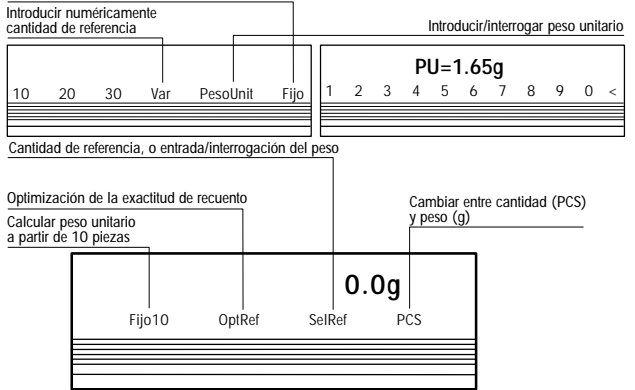 Introducir numéricamente
cantidad de referencia
Introducir/interrogar peso unitario
10 20 30 Var PesoUnit Fijo
PU=1.65g
1 2 3 4 5 6 7 8 9 0 <
Cantidad de referencia, o entrada/interrogación del peso
Optimización de la exactitud de recuento
Calcular peso unitario
a partir de 10 piezas
Cambiar entre cantidad (PCS)
y peso (g)
0.0g
Fijo10 OptRef SelRef PCS